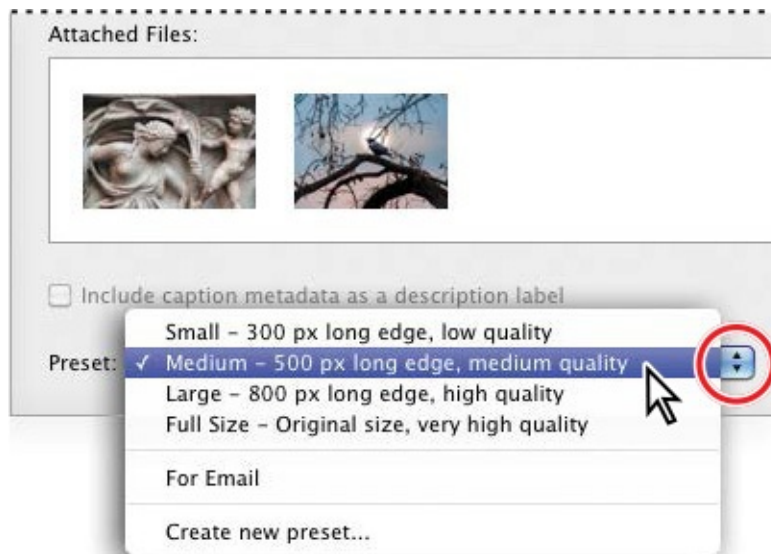 Attached Files:
Include caption metadata as a description label
Small – 300 px long edge, low quality
Preset: ✓ Medium – 500 px long edge, medium quality
Large – 800 px long edge, high quality
Full Size – Original size, very high quality
For Email
Create new preset...